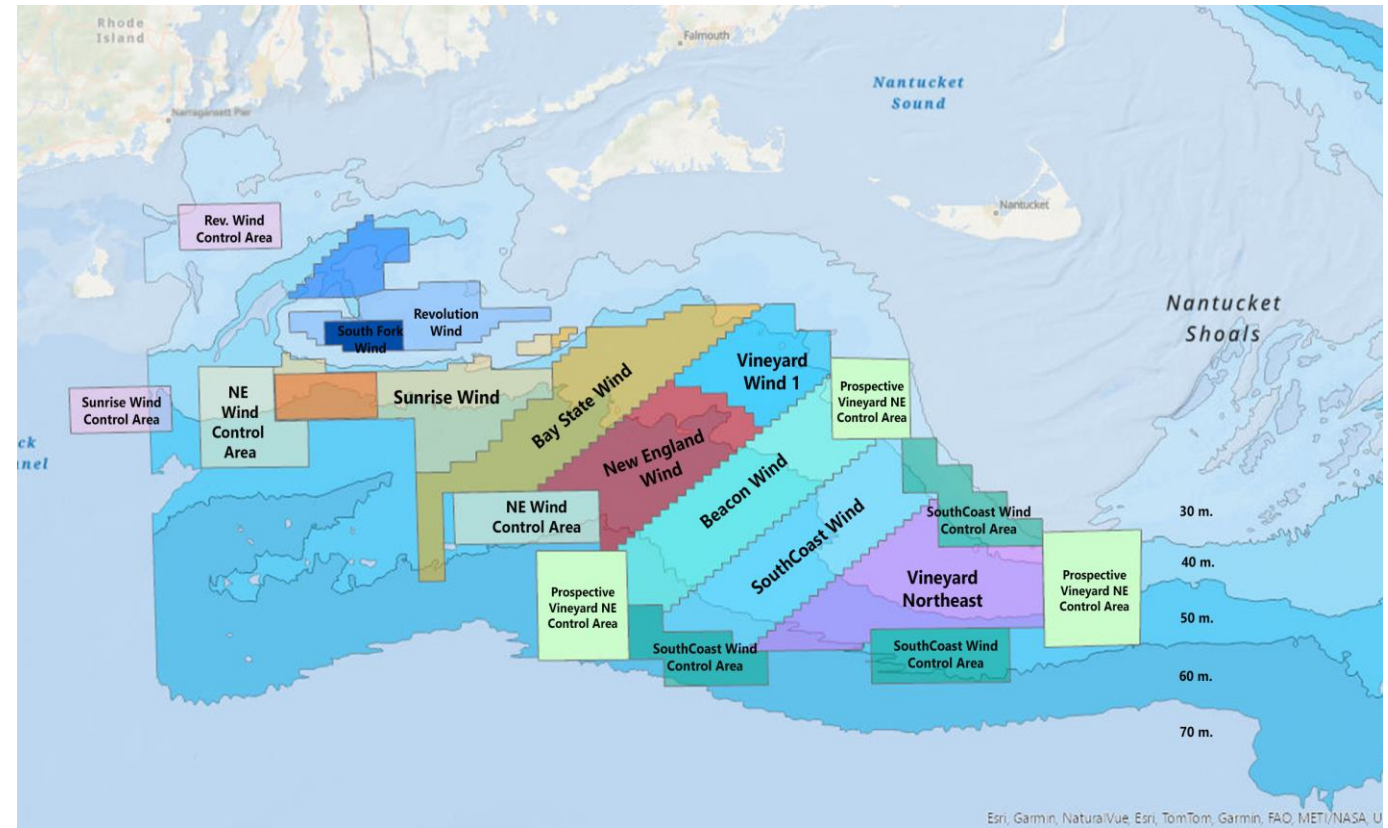 Rhode
Island
Falmouth
Nantucket
Sound
Narragansett Pier
Nantucket
Rev. Wind
Control Area
Nantucket
Shoals
Revolution
Wind
South Fork
Wind
Vineyard
Wind 1
Sunrise Wind
Control Area
NE
Wind
Control
Area
Sunrise Wind
Bay State Wind
Prospective
Vineyard NE
Control Area
New England
Wind
Beacon Wind
ck
nnel
NE Wind
Control Area
SouthCoast Wind
SouthCoast Wind
Control Area
30 m.
40 m.
Prospective
Vineyard NE
Control Area
Vineyard
Northeast
Prospective
Vineyard NE
Control Area
50 m.
SouthCoast Wind
Control Area
SouthCoast Wind
Control Area
60 m.
70 m.
Esri, Garmin, NaturalVue, Esri, TomTom, Garmin, FAO, METI/NASA, U